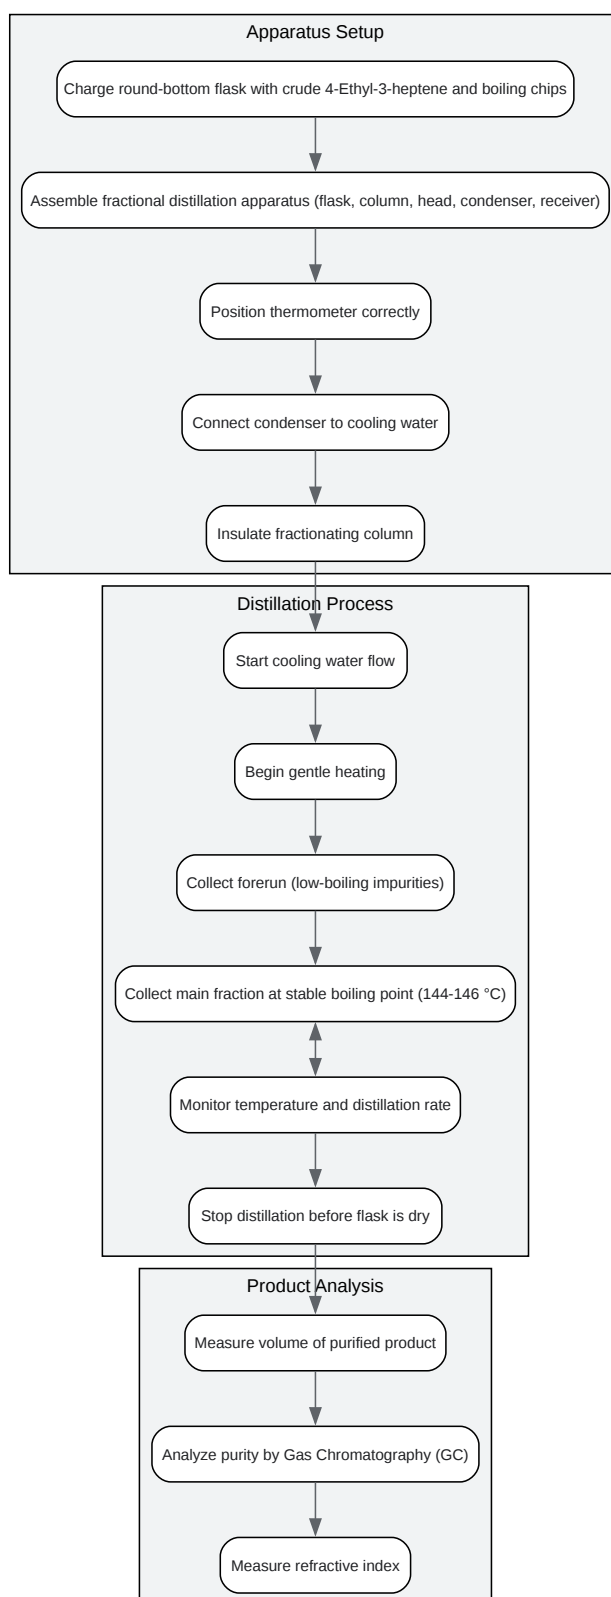 Apparatus Setup
Charge round-bottom flask with crude 4-Ethyl-3-heptene and boiling chips
Assemble fractional distillation apparatus (flask, column, head, condenser, receiver)
Position thermometer correctly
Connect condenser to cooling water
Insulate fractionating column
Distillation Process
Start cooling water flow
Begin gentle heating
Collect forerun (low-boiling impurities)
Collect main fraction at stable boiling point (144-146 °C)
Monitor temperature and distillation rate
Stop distillation before flask is dry
Product Analysis
Measure volume of purified product
Analyze purity by Gas Chromatography (GC)
Measure refractive index